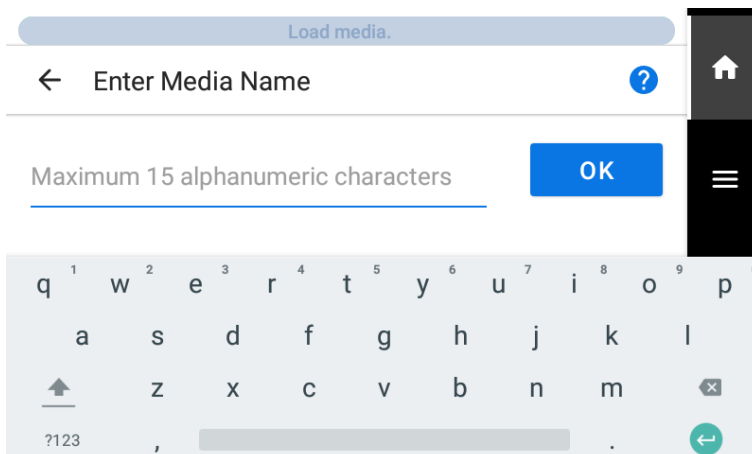 Load media.
Enter Media Name
?
Maximum 15 alphanumeric characters
OK
q 1 w 2 e 3 r 4 t 5 y 6 u 7 i 8 o 9 p
a s d f g h j k l
z x c v b n m
?123 , .